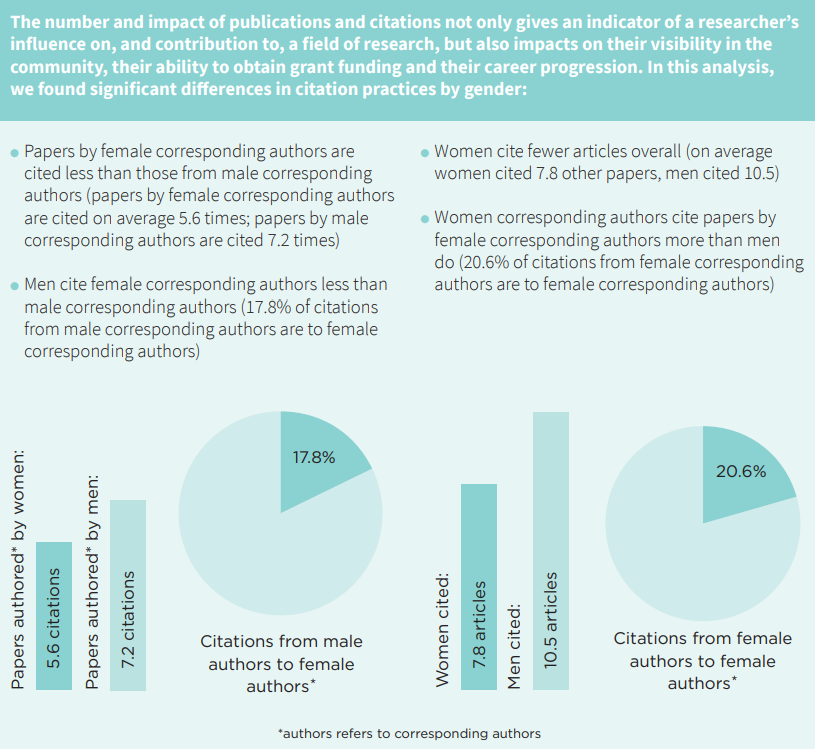 The number and impact of publications and citations not only gives an indicator of a researcher's
influence on, and contribution to, a field of research, but also impacts on their visibility in the
community, their ability to obtain grant funding and their career progression. In this analysis,
we found significant differences in citation practices by gender:
Papers by female corresponding authors are
cited less than those from male corresponding
authors (papers by female corresponding authors
are cited on average 5.6 times; papers by male
corresponding authors are cited 7.2 times)
Men cite female corresponding authors less than
male corresponding authors (17.8% of citations
from male corresponding authors are to female
corresponding authors)
Women cite fewer articles overall (on average
women cited 7.8 other papers, men cited 10.5)
Women corresponding authors cite papers by
female corresponding authors more than men
do (20.6% of citations from female corresponding
authors are to female corresponding authors)
Papers authored* by women:
5.6 citations
Papers authored* by men:
7.2 citations
17.8%
Citations from male
authors to female
authors*
Women cited:
7.8 articles
Men cited:
10.5 articles
20.6%
Citations from female
authors to female
authors*
*authors refers to corresponding authors